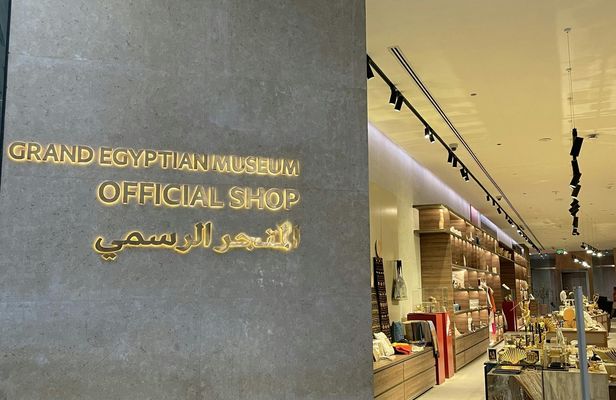 GRAND EGYPTIAN MUSEUM
OFFICIAL SHOP
المتجر الرسمي